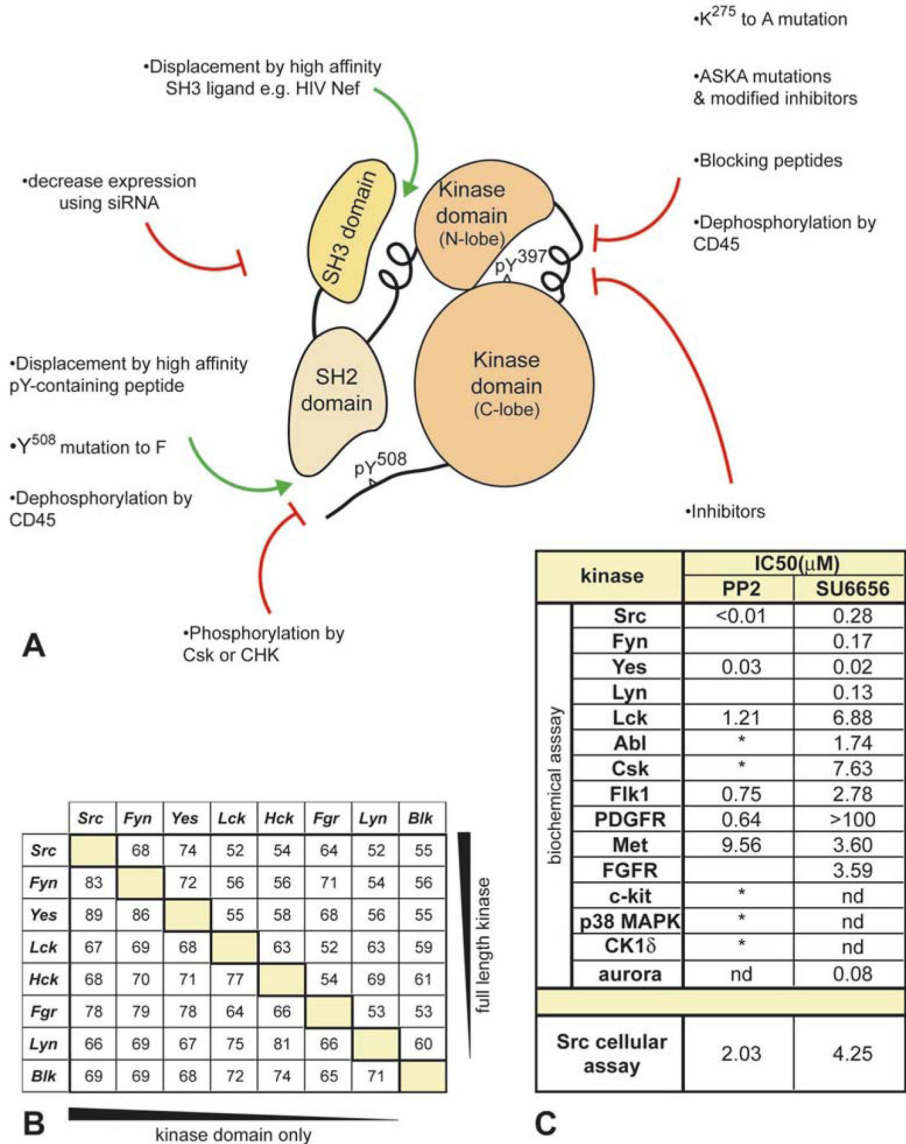 •K275 to A mutation
•Displacement by high affinity
SH3 ligand e.g. HIV Nef
•ASKA mutations
& modified inhibitors
•decrease expression
using siRNA
•Blocking peptides
•Dephosphorylation by
CD45
SH3 domain
Kinase
domain
(N-lobe)
pY397
•Displacement by high affinity
pY-containing peptide
SH2
domain
Kinase
domain
(C-lobe)
•Y508 mutation to F
pY508
•Dephosphorylation by
CD45
•Inhibitors
•Phosphorylation by
Csk or CHK
A
kinase IC50(μM)
PP2 SU6656
biochemical asssay
Src <0.01 0.28
Fyn 0.17
Yes 0.03 0.02
Lyn 0.13
Lck 1.21 6.88
Abl * 1.74
Csk * 7.63
Flk1 0.75 2.78
PDGFR 0.64 >100
Met 9.56 3.60
FGFR 3.59
c-kit * nd
p38 MAPK * nd
CK1δ * nd
aurora nd 0.08
Src cellular
assay 2.03 4.25
C
Src Fyn Yes Lck Hck Fgr Lyn Blk
Src 68 74 52 54 64 52 55
Fyn 83 72 56 56 71 54 56
Yes 89 86 55 58 68 56 55
Lck 67 69 68 63 52 63 59
Hck 68 70 71 77 54 69 61
Fgr 78 79 78 64 66 53 53
Lyn 66 69 67 75 81 66 60
Blk 69 69 68 72 74 65 71
full length kinase
B
kinase domain only